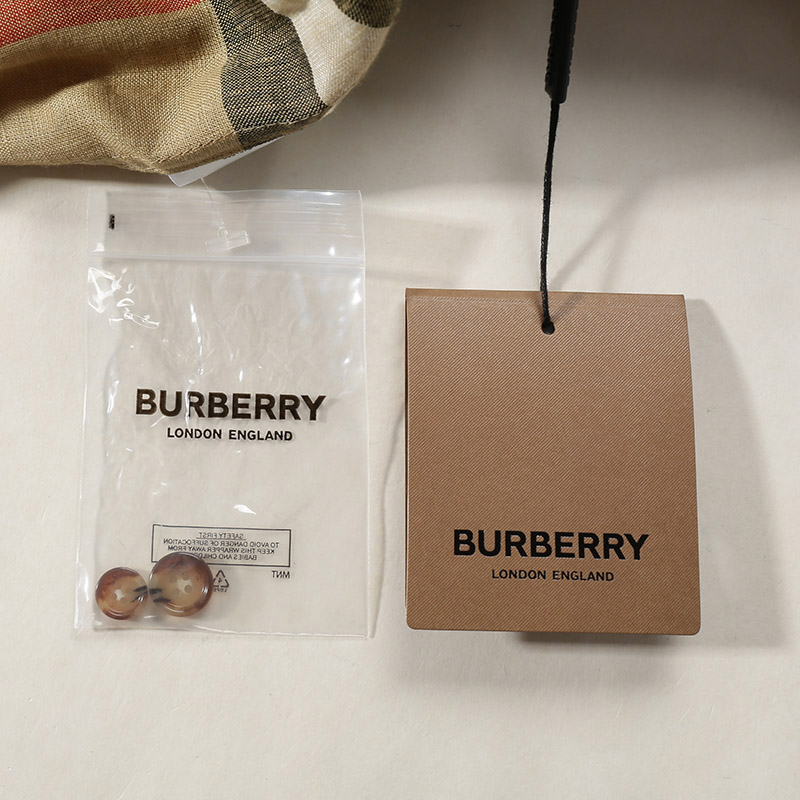 BURBERRY
LONDON ENGLAND
SAFETY FIRST
TO AVOID DANGER OF SUFFOCATION
KEEP THIS WRAPPER AWAY FROM
BABIES AND CHILD
MNT
BURBERRY
LONDON ENGLAND